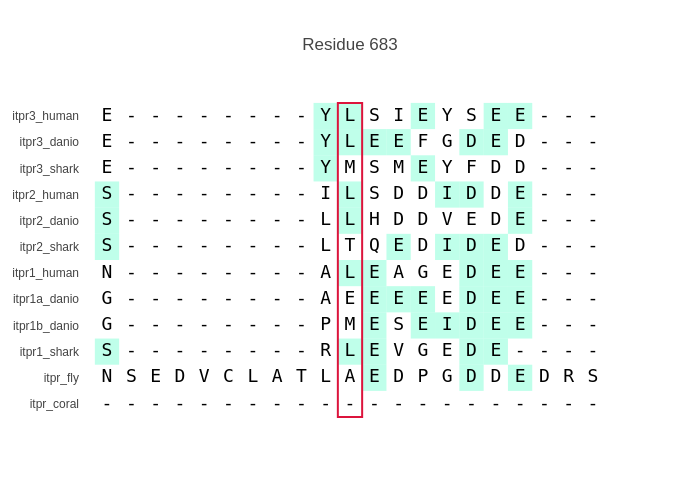 Residue 683
itpr3_human E - - - - - - - - Y L S I E Y S E E - - -
itpr3_danio E - - - - - - - - Y L E E F G D E D - - -
itpr3_shark E - - - - - - - - Y M S M E Y F D D - - -
itpr2_human S - - - - - - - - I L S D D I D D E - - -
itpr2_danio S - - - - - - - - L L H D D V E D E - - -
itpr2_shark S - - - - - - - - L T Q E D I D E D - - -
itpr1_human N - - - - - - - - A L E A G E D E E - - -
itpr1a_danio G - - - - - - - - A E E E E E D E E - - -
itpr1b_danio G - - - - - - - - P M E S E I D E E - - -
itpr1_shark S - - - - - - - - R L E V G E D E - - - -
itpr_fly N S E D V C L A T L A E D P G D D E D R S
itpr_coral - - - - - - - - - - - - - - - - - - - - -